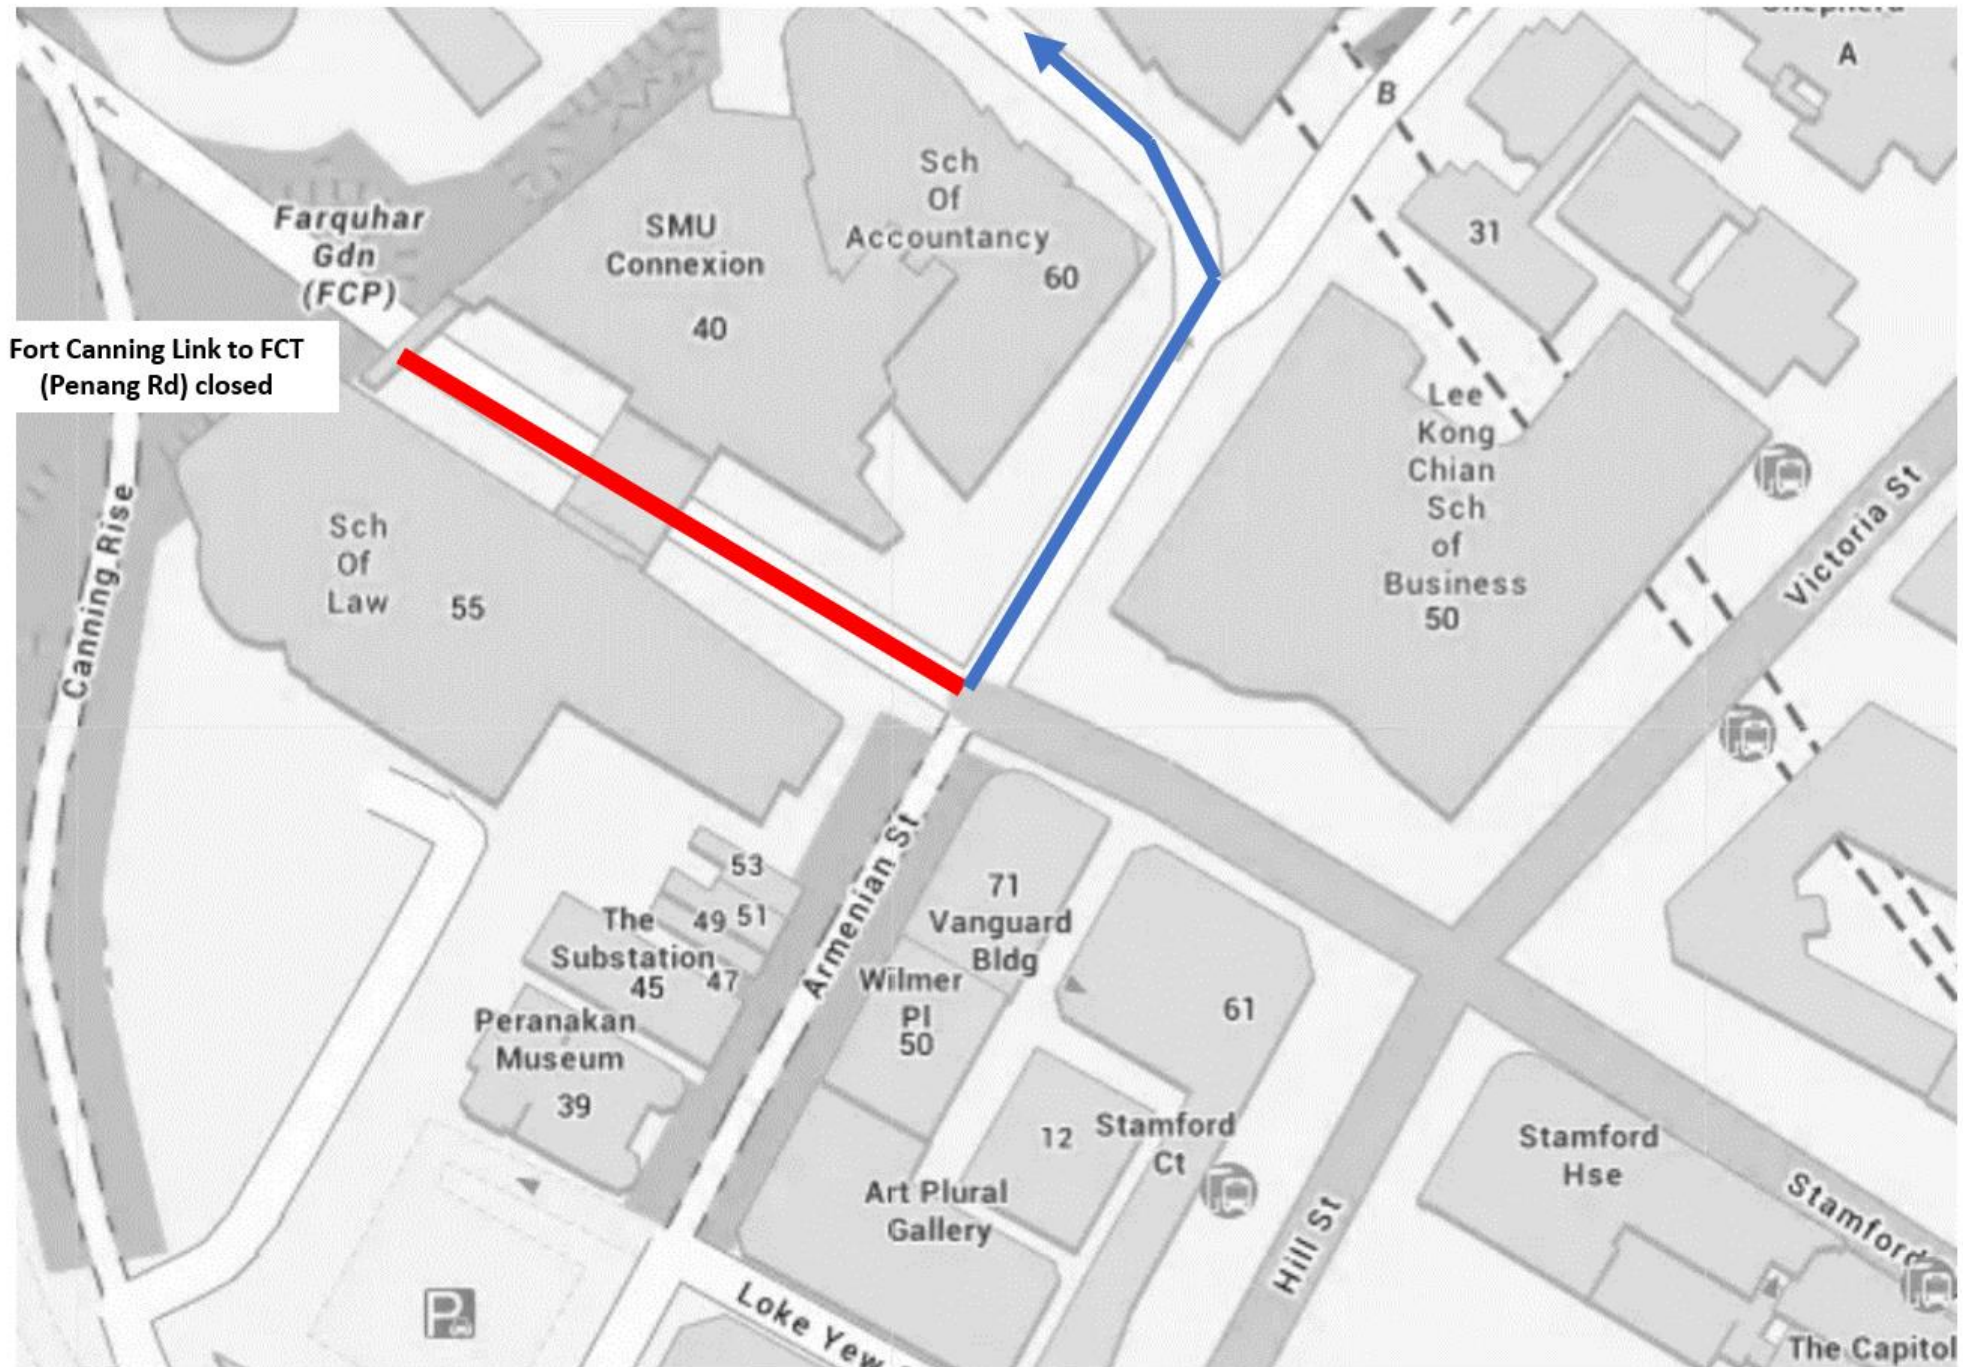 Shepherd
A
B
Sch
Of
Accountancy
60
SMU
Connexion
40
Farquhar
Gdn
(FCP)
31
Fort Canning Link to FCT
(Penang Rd) closed
Lee
Kong
Chian
Sch
of
Business
50
Victoria St
Canning Rise
Sch
Of
Law
55
Armenian St
53
49 51
The
Substation
45
47
71
Vanguard
Bldg
Wilmer
Pl
50
61
Peranakan
Museum
39
12
Stamford
Ct
Art Plural
Gallery
Hill St
Stamford
Hse
Stamford
P
Loke Yew
The Capitol